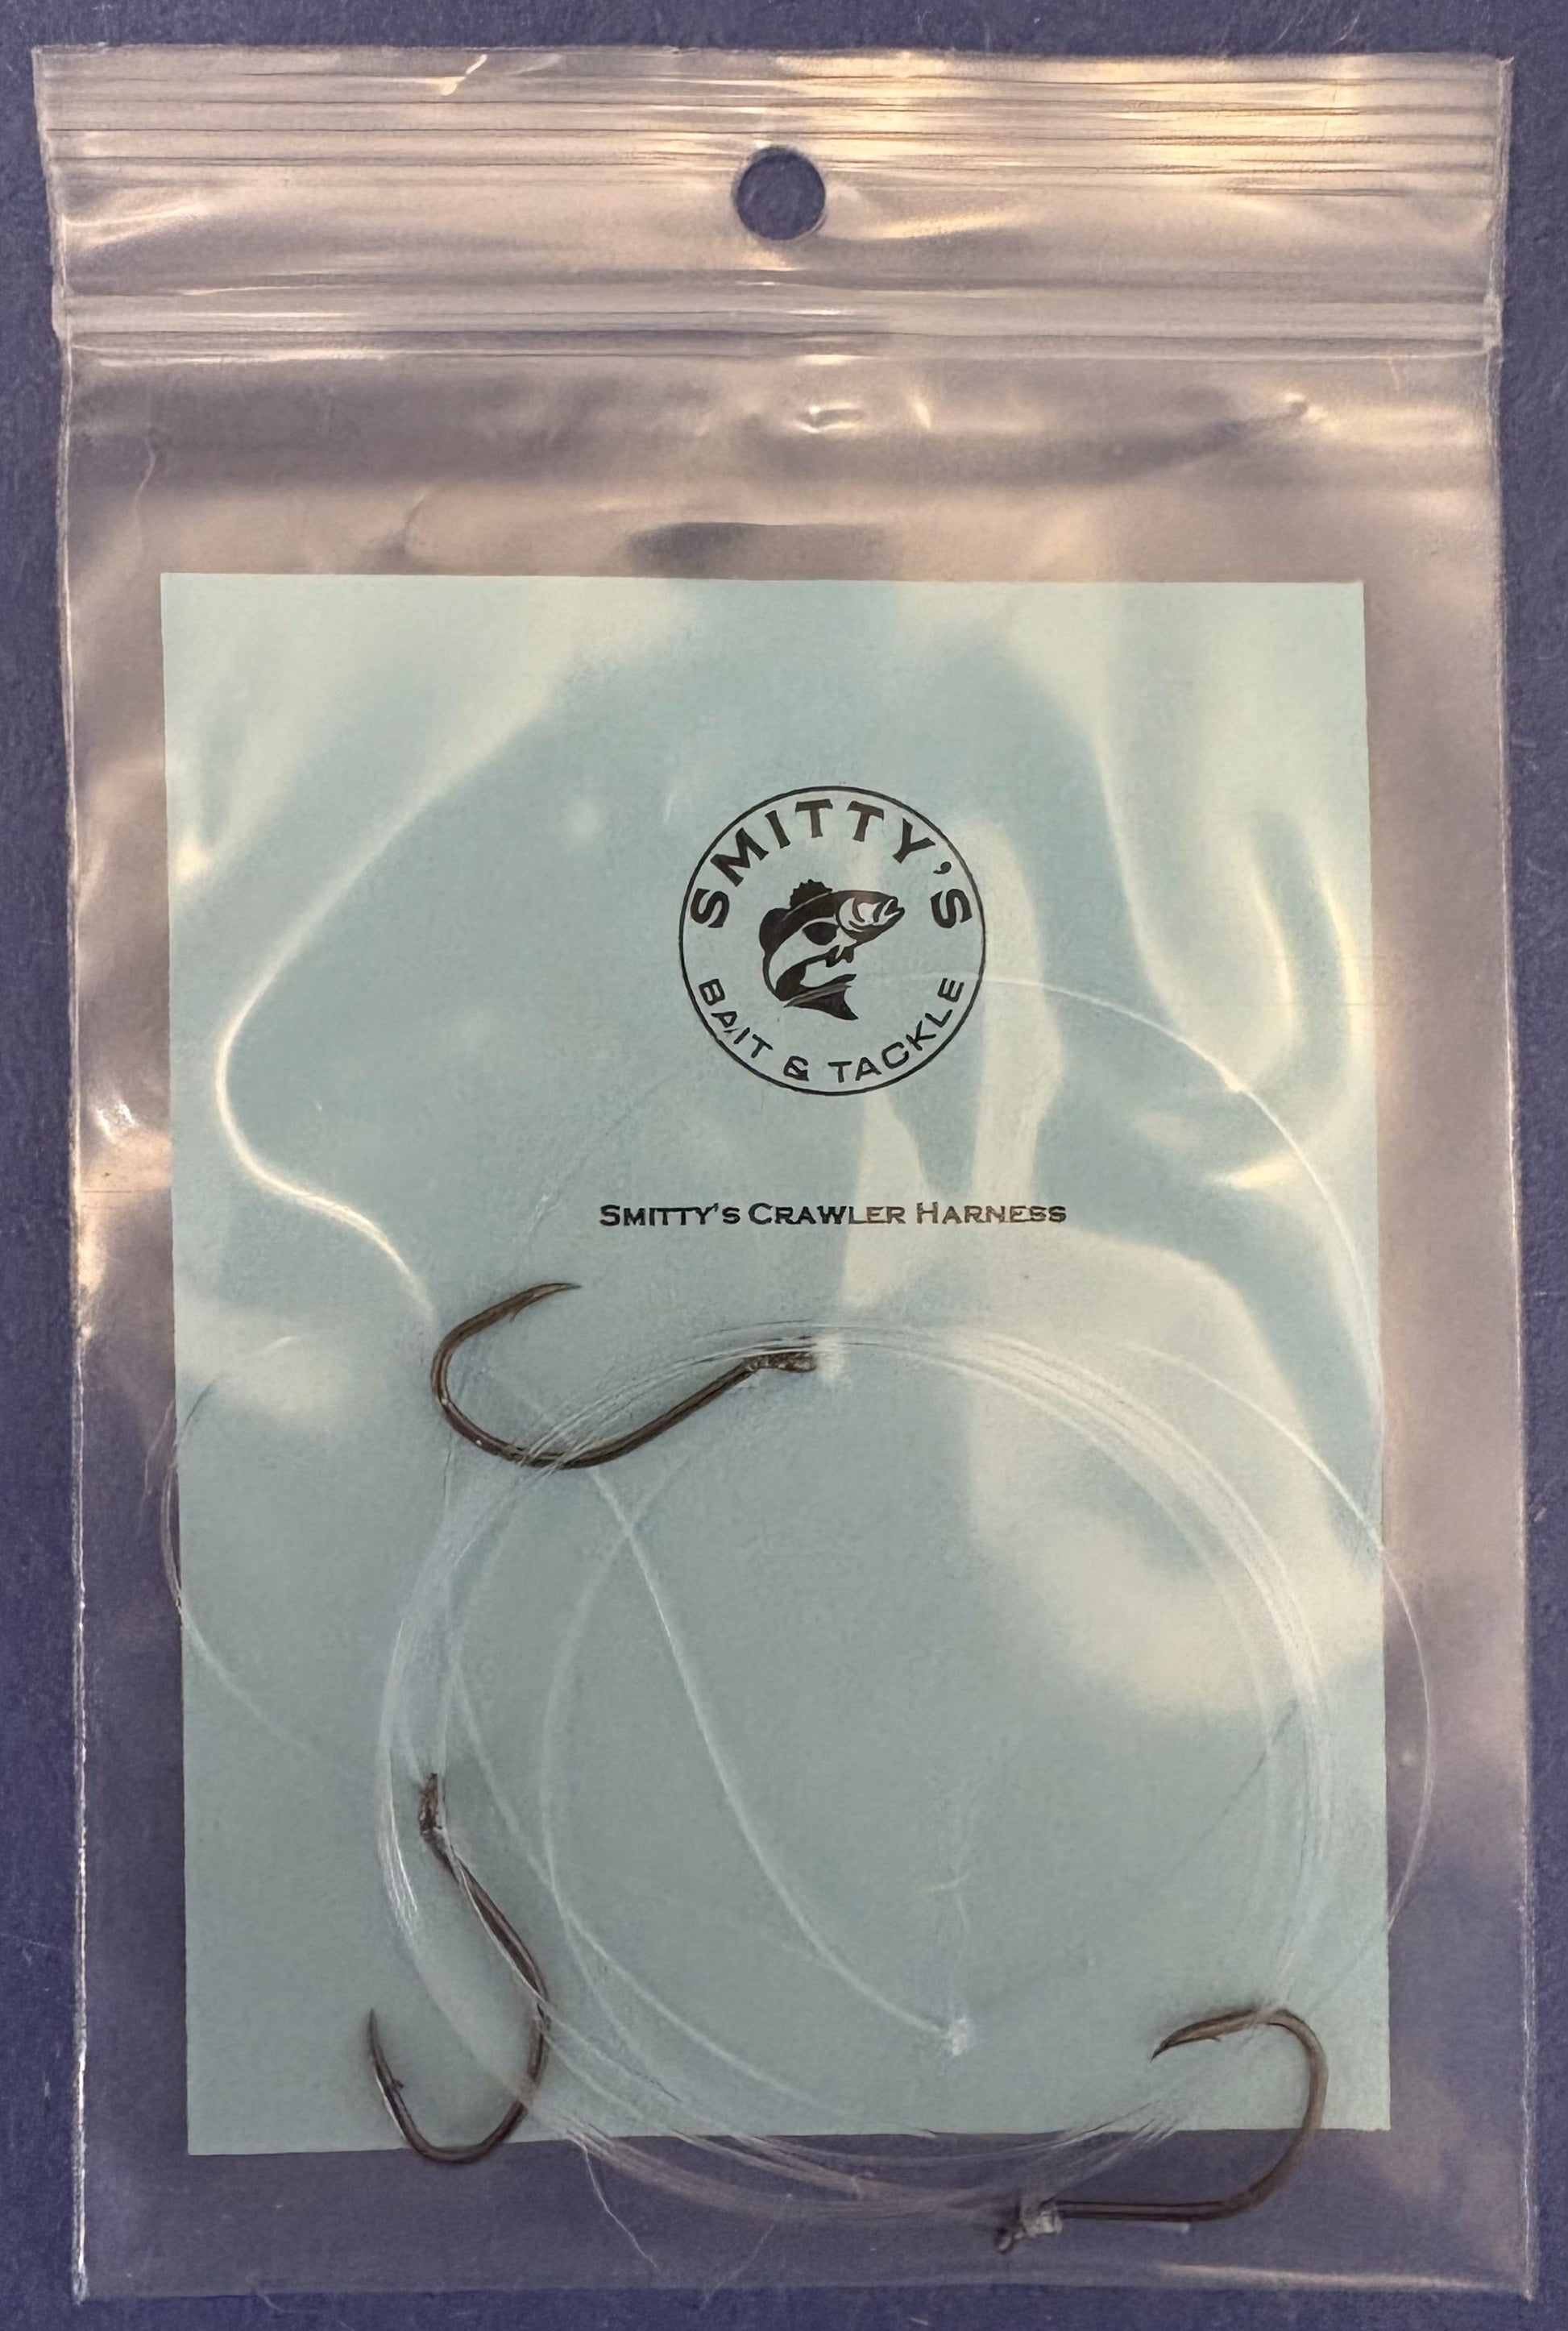 SMITTY'S
BAIT & TACKLE
SMITTY'S CRAWLER HARNESS